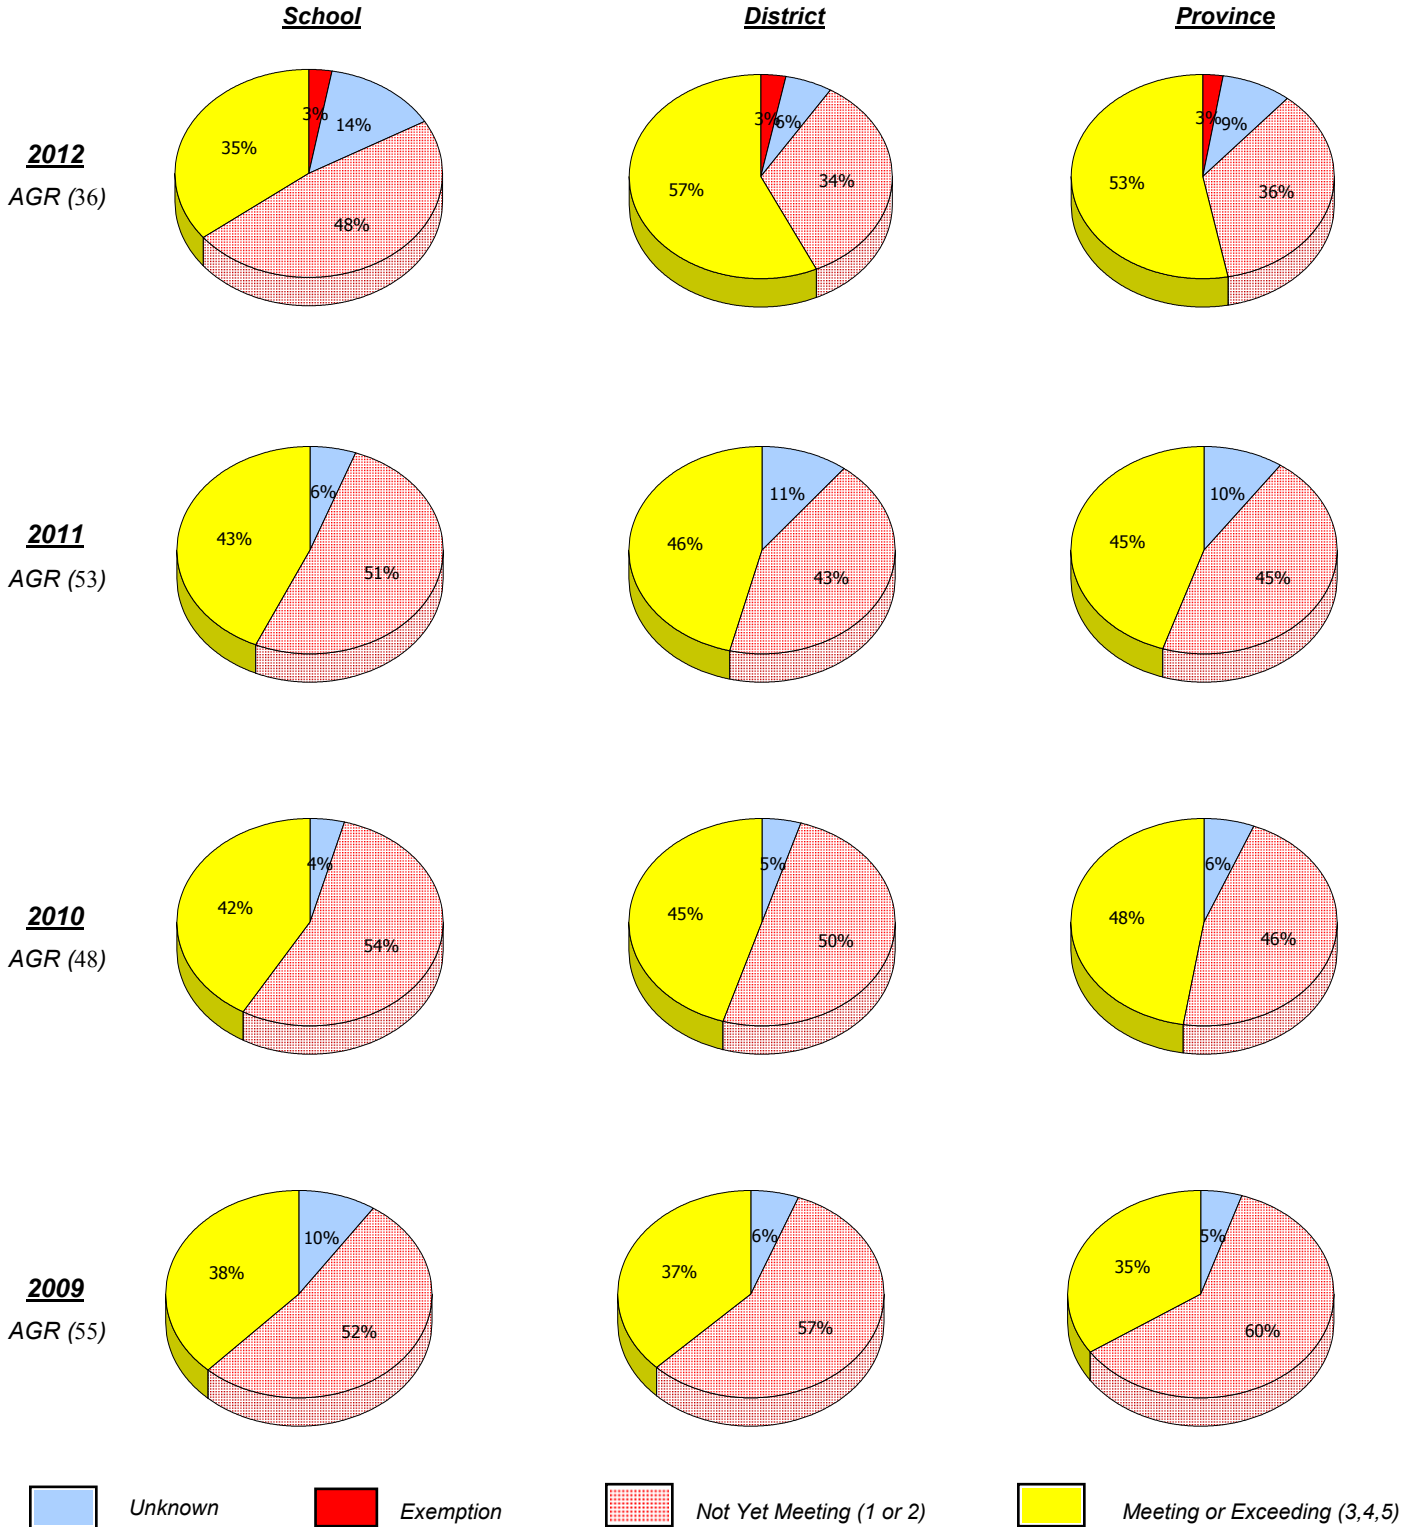 School District Province
3% 14% 48% 35%
3% 6% 34% 57%
3% 9% 36% 53%
2012
AGR (36)
6% 51% 43%
11% 43% 46%
10% 45% 45%
2011
AGR (53)
4% 54% 42%
5% 50% 45%
6% 46% 48%
2010
AGR (48)
10% 52% 38%
6% 57% 37%
5% 60% 35%
2009
AGR (55)
Unknown Exemption Not Yet Meeting (1 or 2) Meeting or Exceeding (3,4,5)